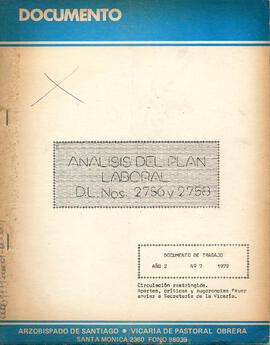 DOCUMENTO
ANALISIS DEL PLAN
LABORAL
D.L. Nos. 2756 y 2758
DOCUMENTO DE TRABAJO
AÑO 2 Nº 7 1979
Circulación restringida.
Aportes, críticas y sugerencias favor
enviar a Secretaría de la Vicaría.
ARZOBISPADO DE SANTIAGO • VICARIA DE PASTORAL OBRERA
SANTA MONICA 2360 FONO 98039